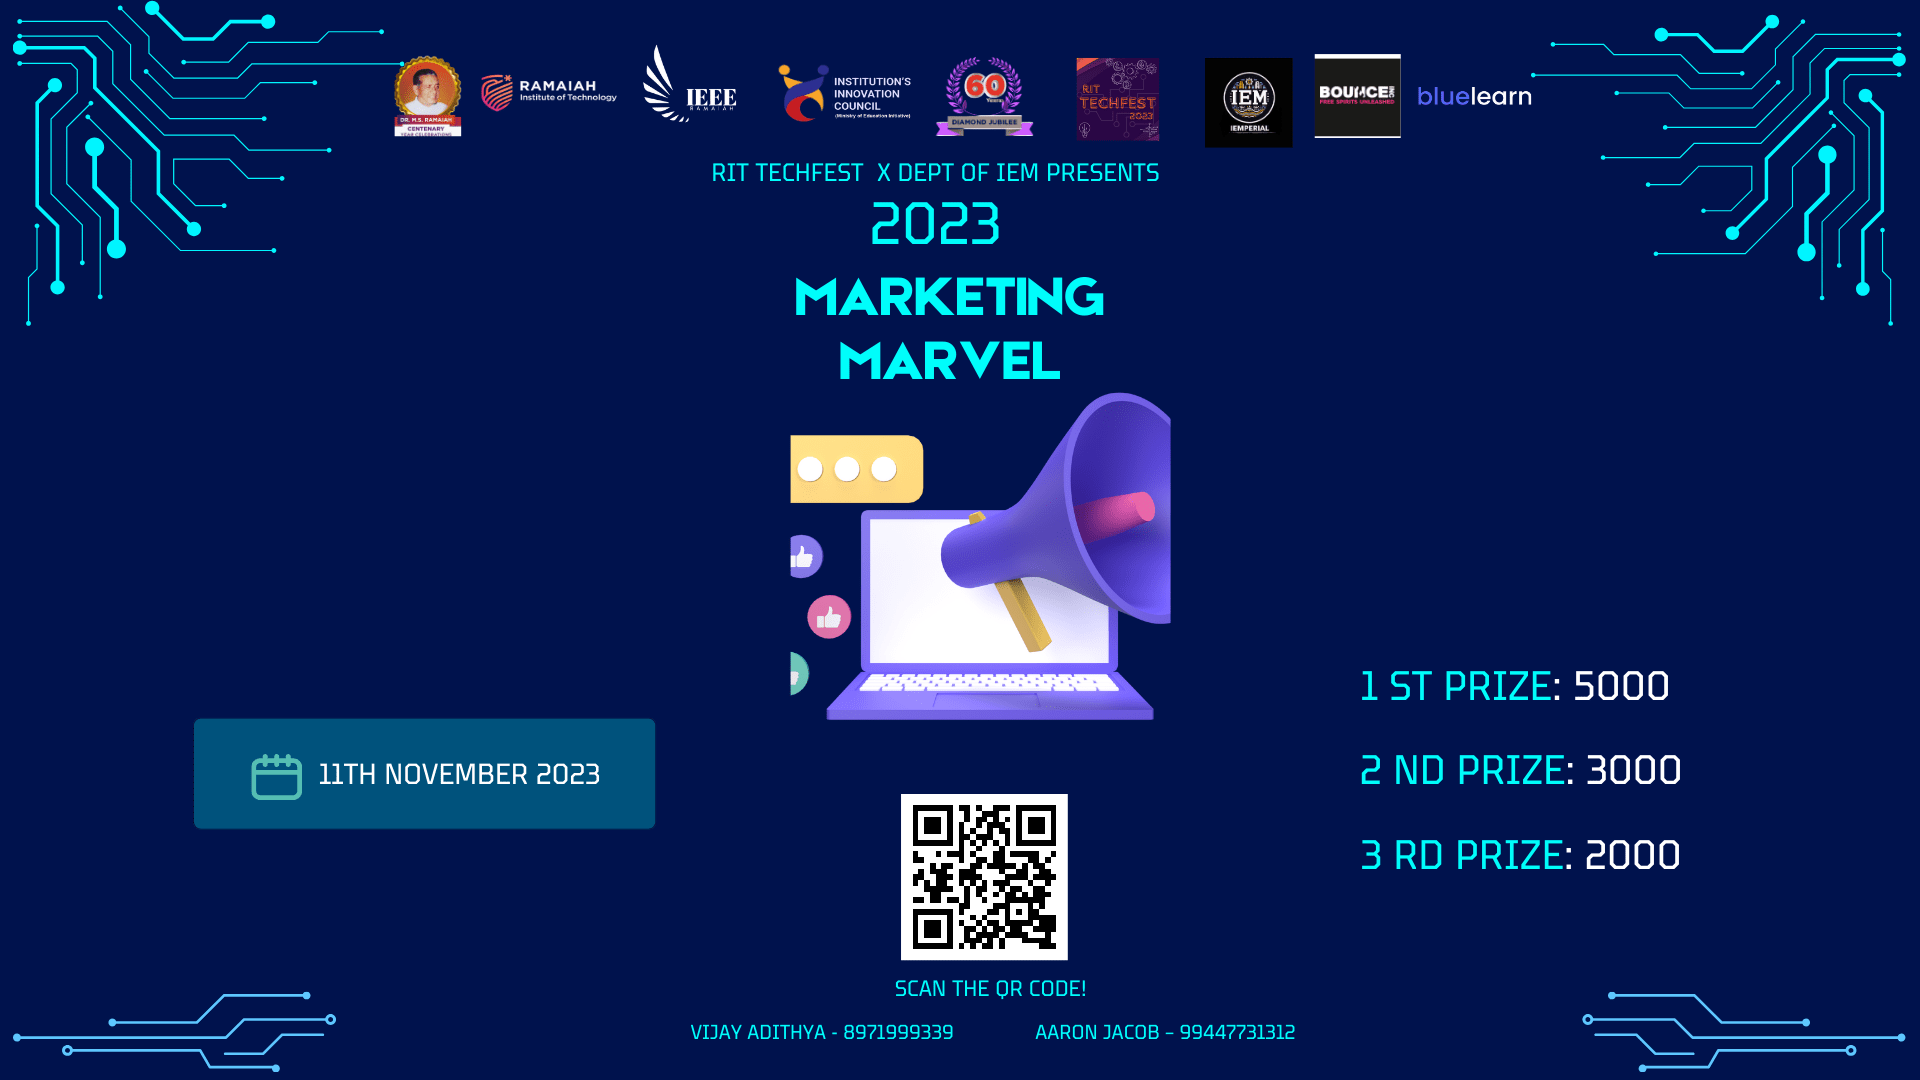 DR. M.S. RAMAIAH
CENTENARY
YEAR CELEBRATIONS
RAMAIAH
Institute of Technology
IEEE
RAMAIAH
INSTITUTION'S
INNOVATION
COUNCIL
(Ministry of Education Initiative)
60
Years
DIAMOND JUBILEE
RIT
TECHFEST
2023
IEM
IEMPERIAL
BOUNCE
FREE SPIRITS UNLEASHED
bluelearn
RIT TECHFEST X DEPT OF IEM PRESENTS
2023
MARKETING
MARVEL
11TH NOVEMBER 2023
1 ST PRIZE: 5000
2 ND PRIZE: 3000
3 RD PRIZE: 2000
SCAN THE QR CODE!
VIJAY ADITHYA - 8971999339
AARON JACOB – 99447731312